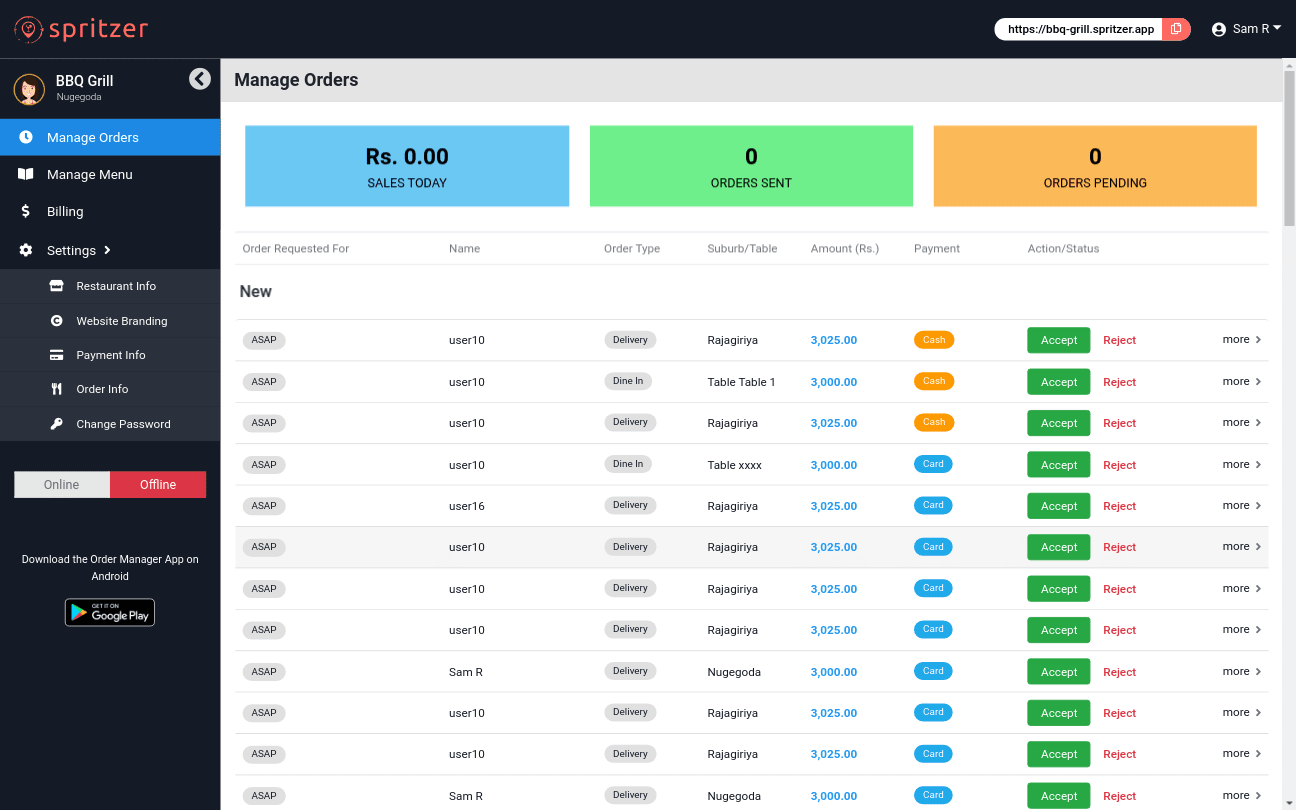 spritzer
https://bbq-grill.spritzer.app
Sam R
BBQ Grill
Nugegoda
Manage Orders
Manage Menu
Billing
Settings
Restaurant Info
Website Branding
Payment Info
Order Info
Change Password
Online Offline
Download the Order Manager App on
Android
GET IT ON
Google Play
Manage Orders
Rs. 0.00
SALES TODAY
0
ORDERS SENT
0
ORDERS PENDING
Order Requested For Name Order Type Suburb/Table Amount (Rs.) Payment Action/Status
New
ASAP user10 Delivery Rajagiriya 3,025.00 Cash Accept Reject more
ASAP user10 Dine In Table Table 1 3,000.00 Cash Accept Reject more
ASAP user10 Delivery Rajagiriya 3,025.00 Cash Accept Reject more
ASAP user10 Dine In Table xxxx 3,000.00 Card Accept Reject more
ASAP user16 Delivery Rajagiriya 3,025.00 Card Accept Reject more
ASAP user10 Delivery Rajagiriya 3,025.00 Card Accept Reject more
ASAP user10 Delivery Rajagiriya 3,025.00 Card Accept Reject more
ASAP user10 Delivery Rajagiriya 3,025.00 Card Accept Reject more
ASAP Sam R Delivery Nugegoda 3,000.00 Card Accept Reject more
ASAP user10 Delivery Rajagiriya 3,025.00 Card Accept Reject more
ASAP user10 Delivery Rajagiriya 3,025.00 Card Accept Reject more
ASAP Sam R Delivery Nugegoda 3,000.00 Card Accept Reject more